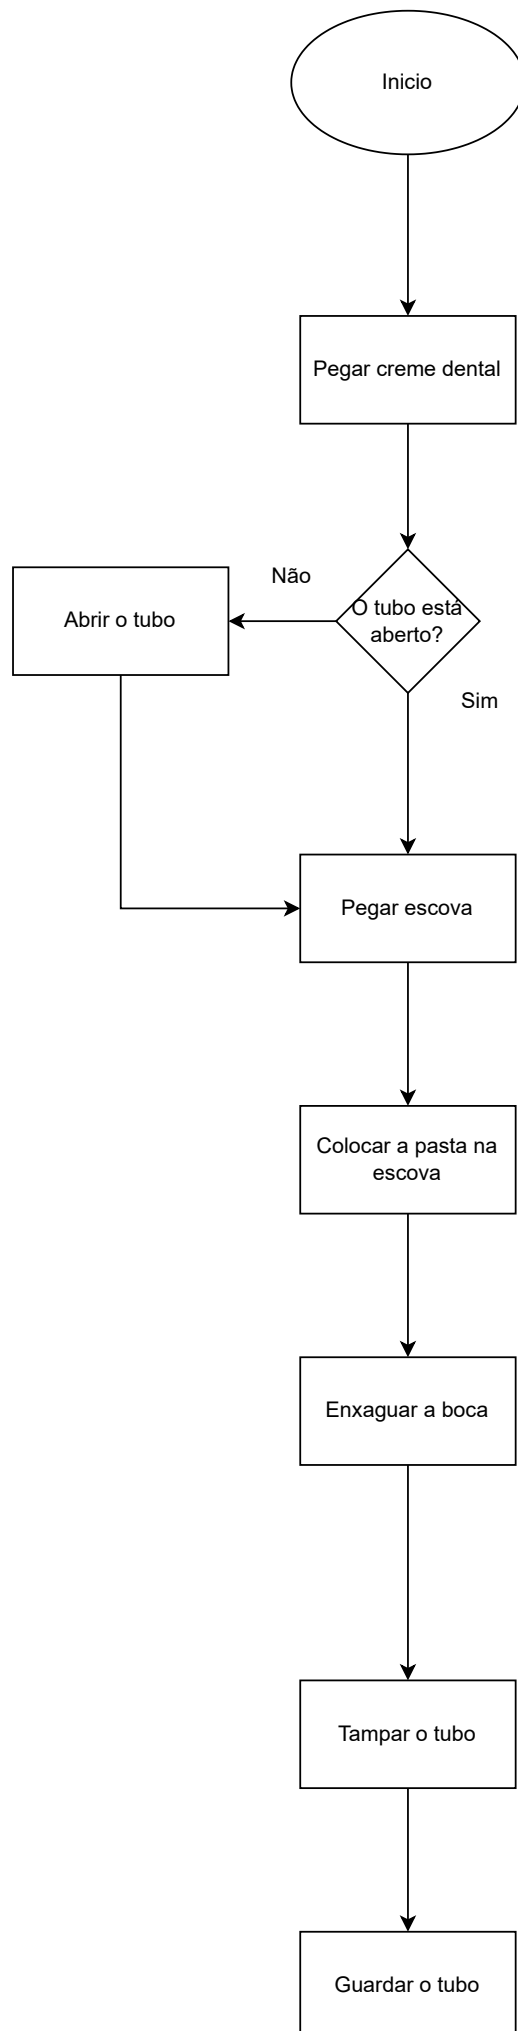 Inicio
Pegar creme dental
Não
O tubo está
aberto?
Abrir o tubo
Sim
Pegar escova
Colocar a pasta na
escova
Enxaguar a boca
Tampar o tubo
Guardar o tubo